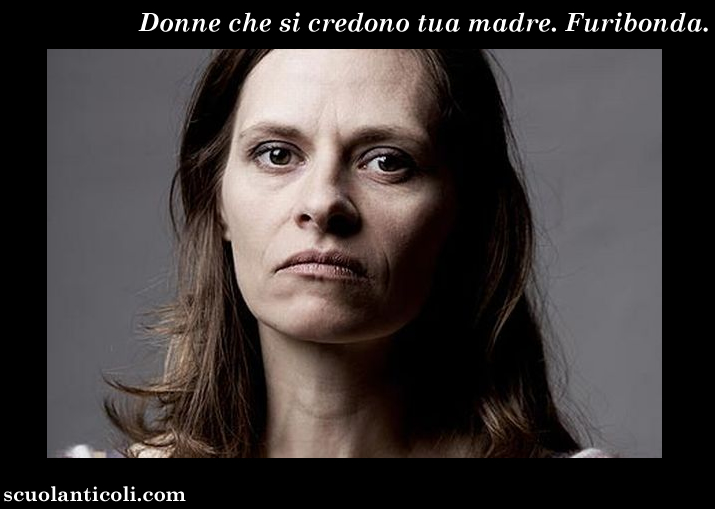 Donne che si credono tua madre. Furibonda.
scuolanticoli.com